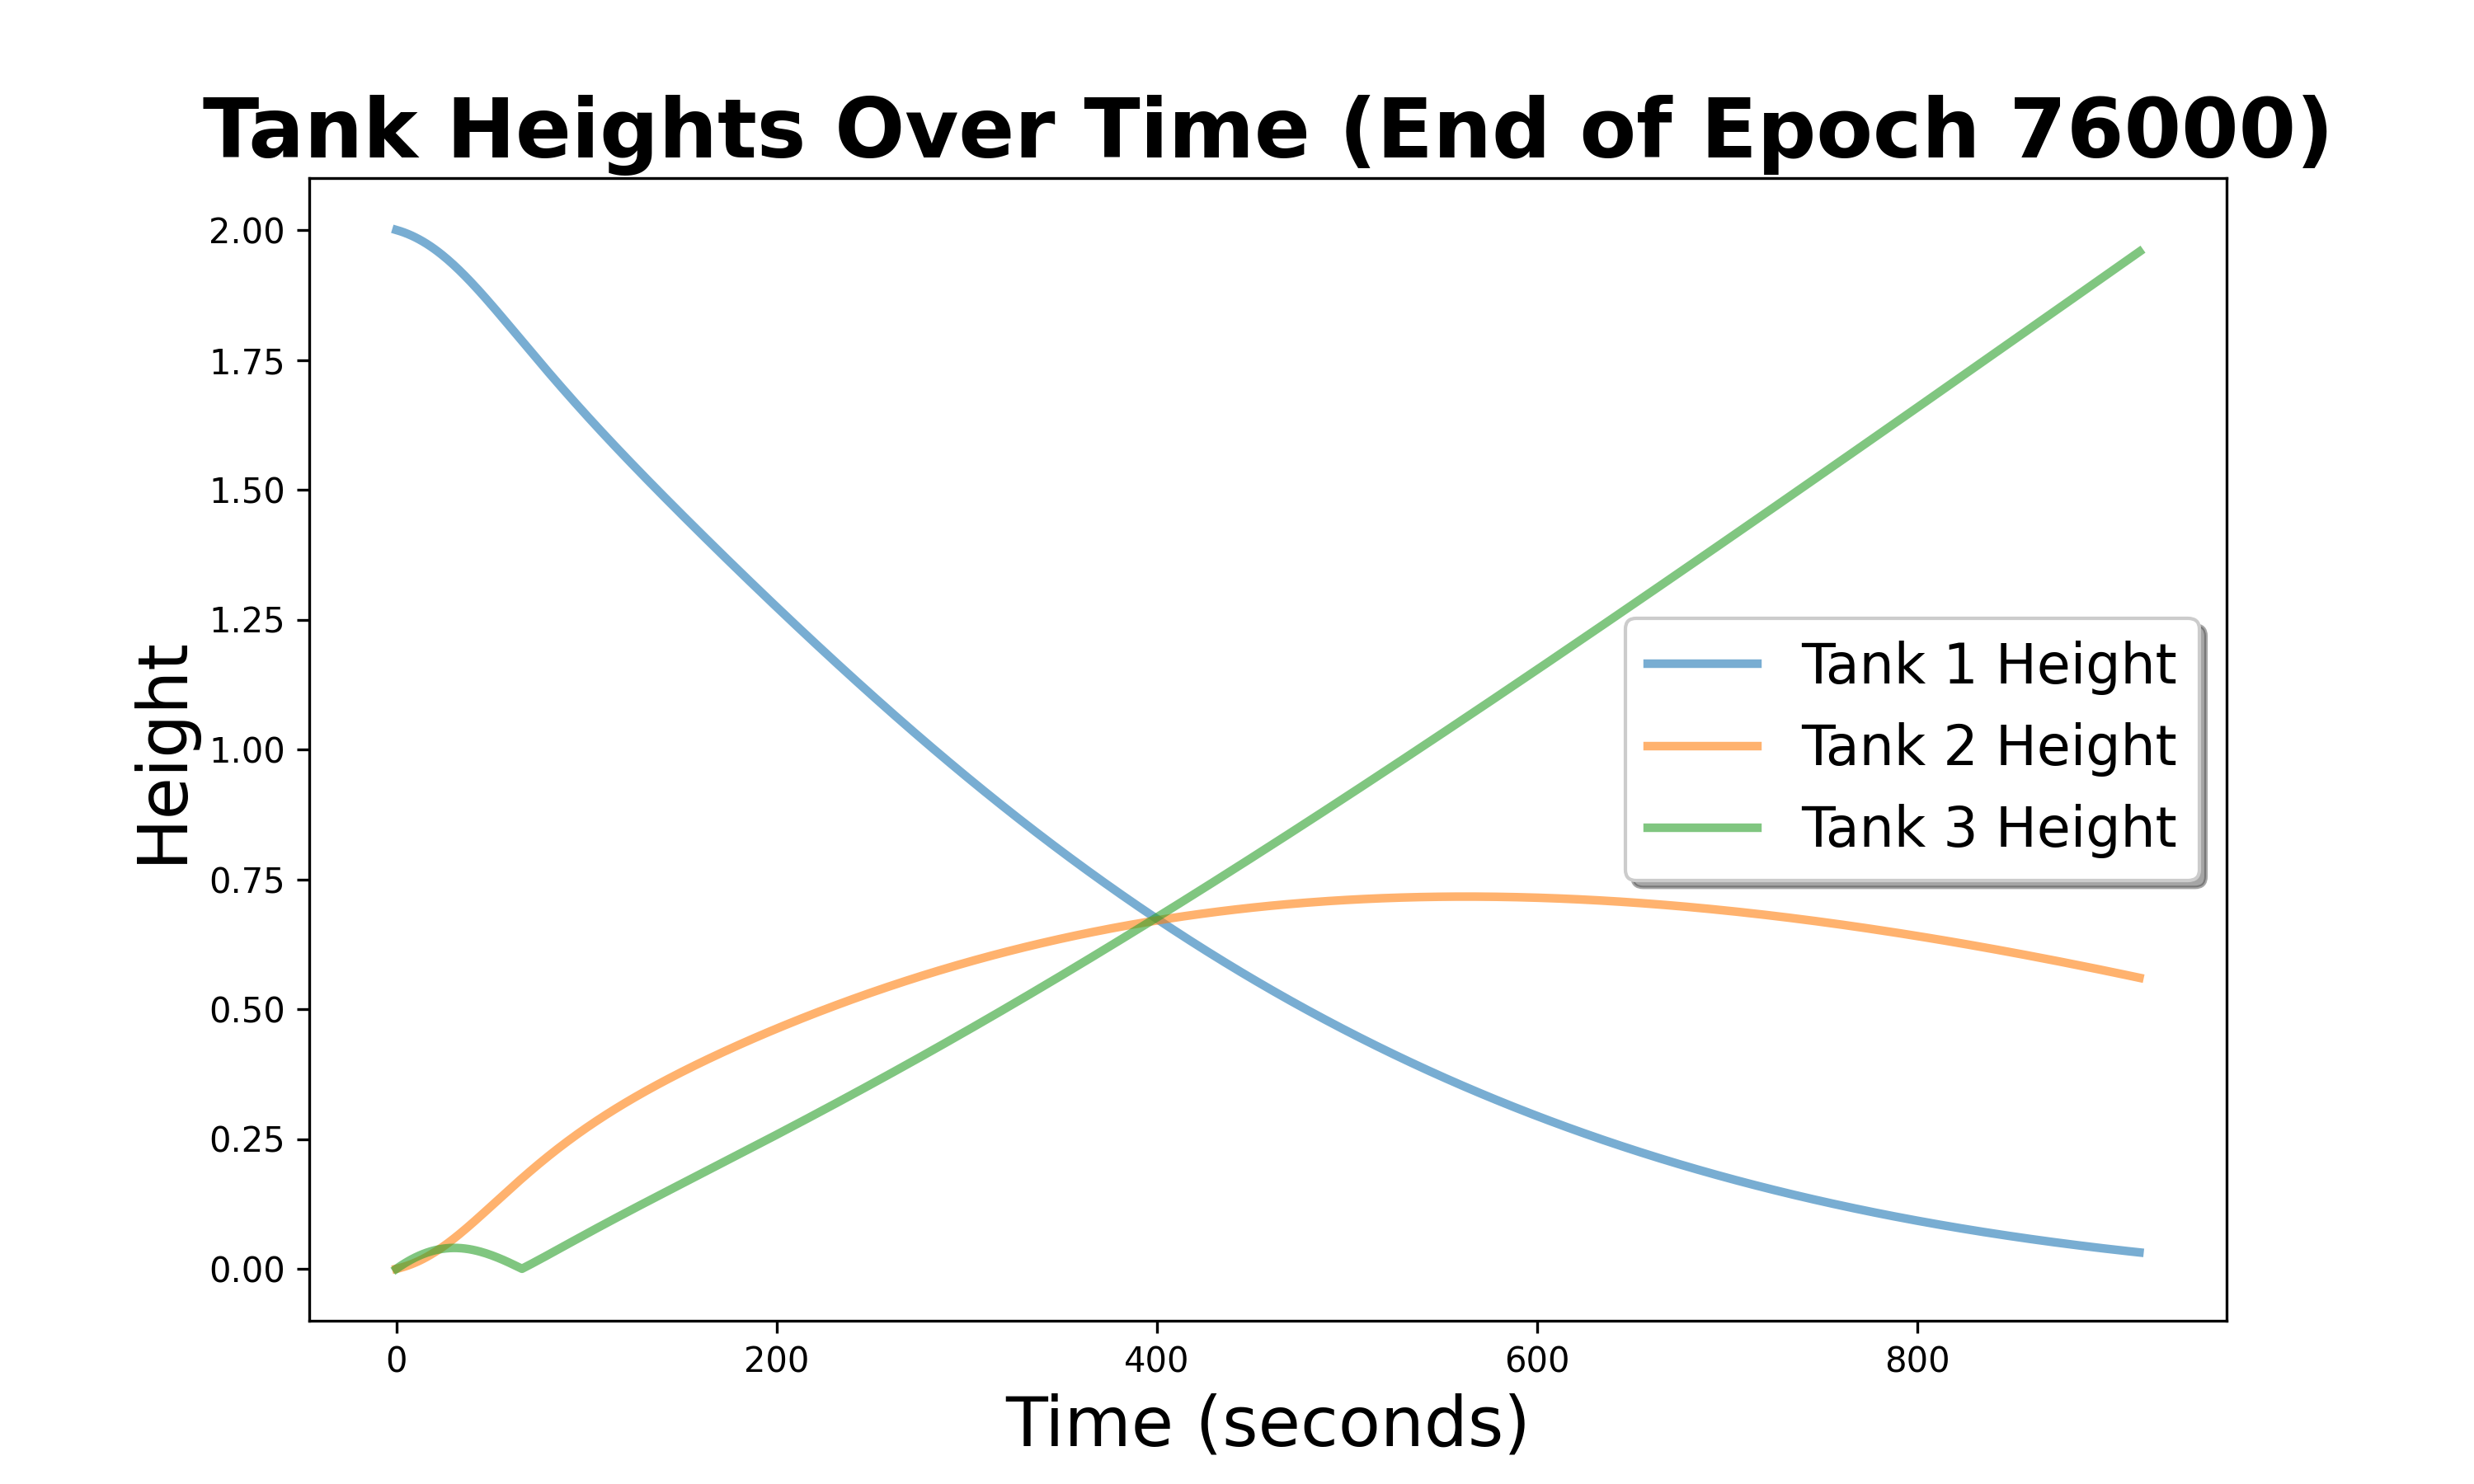 Tank Heights Over Time (End of Epoch 76000)
Height
2.00
1.75
1.50
1.25
1.00
0.75
0.50
0.25
0.00
Tank 1 Height
Tank 2 Height
Tank 3 Height
0 200 400 600 800
Time (seconds)